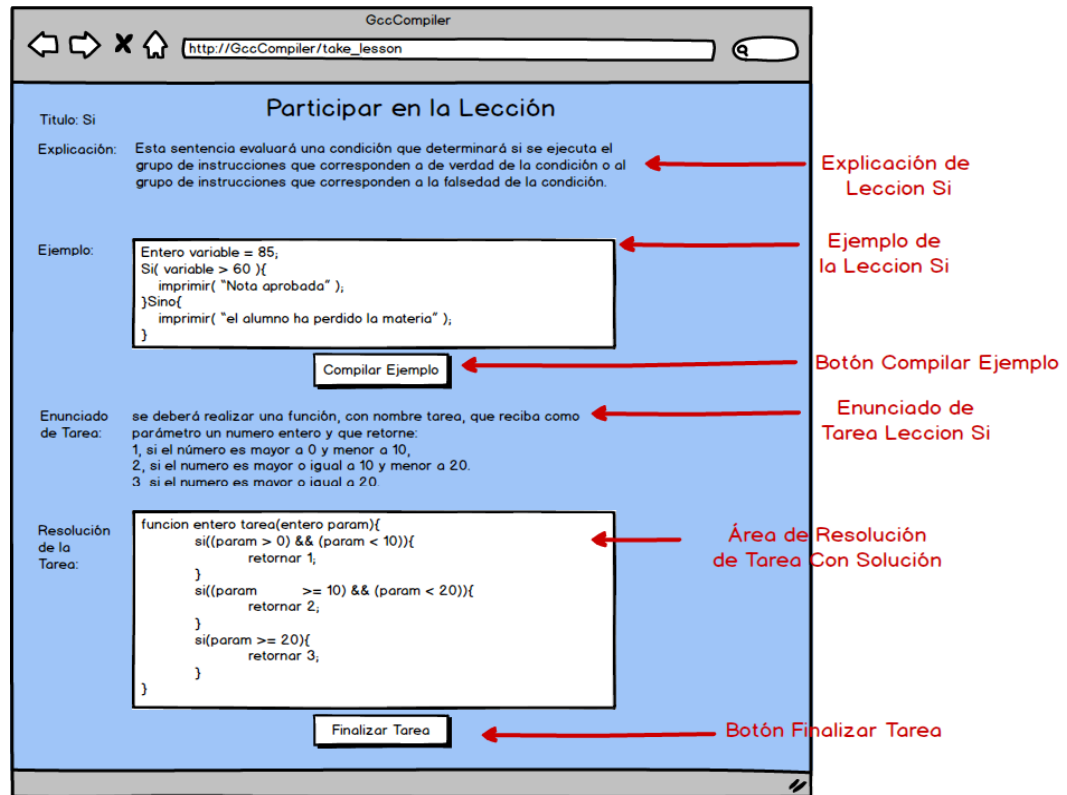 GccCompiler
http://GccCompiler/take_lesson
Participar en la Lección
Titulo: Si
Explicación:
Esta sentencia evaluará una condición que determinará si se ejecuta el
grupo de instrucciones que corresponden a de verdad de la condición o al
grupo de instrucciones que corresponden a la falsedad de la condición.
Explicación de
Leccion Si
Ejemplo:
Entero variable = 85;
Si( variable > 60 ){
imprimir( "Nota aprobada" );
}Sino{
imprimir( "el alumno ha perdido la materia" );
}
Ejemplo de
la Leccion Si
Compilar Ejemplo
Botón Compilar Ejemplo
Enunciado
de Tarea:
se deberá realizar una función, con nombre tarea, que reciba como
parámetro un numero entero y que retorne:
1, si el número es mayor a 0 y menor a 10,
2, si el numero es mayor o igual a 10 y menor a 20.
3 si el numero es mayor o igual a 20.
Enunciado de
Tarea Leccion Si
Resolución
de la
Tarea:
funcion entero tarea(entero param){
si((param > 0) && (param < 10)){
retornar 1;
}
si((param >= 10) && (param < 20)){
retornar 2;
}
si(param >= 20){
retornar 3;
}
}
Área de Resolución
de Tarea Con Solución
Finalizar Tarea
Botón Finalizar Tarea